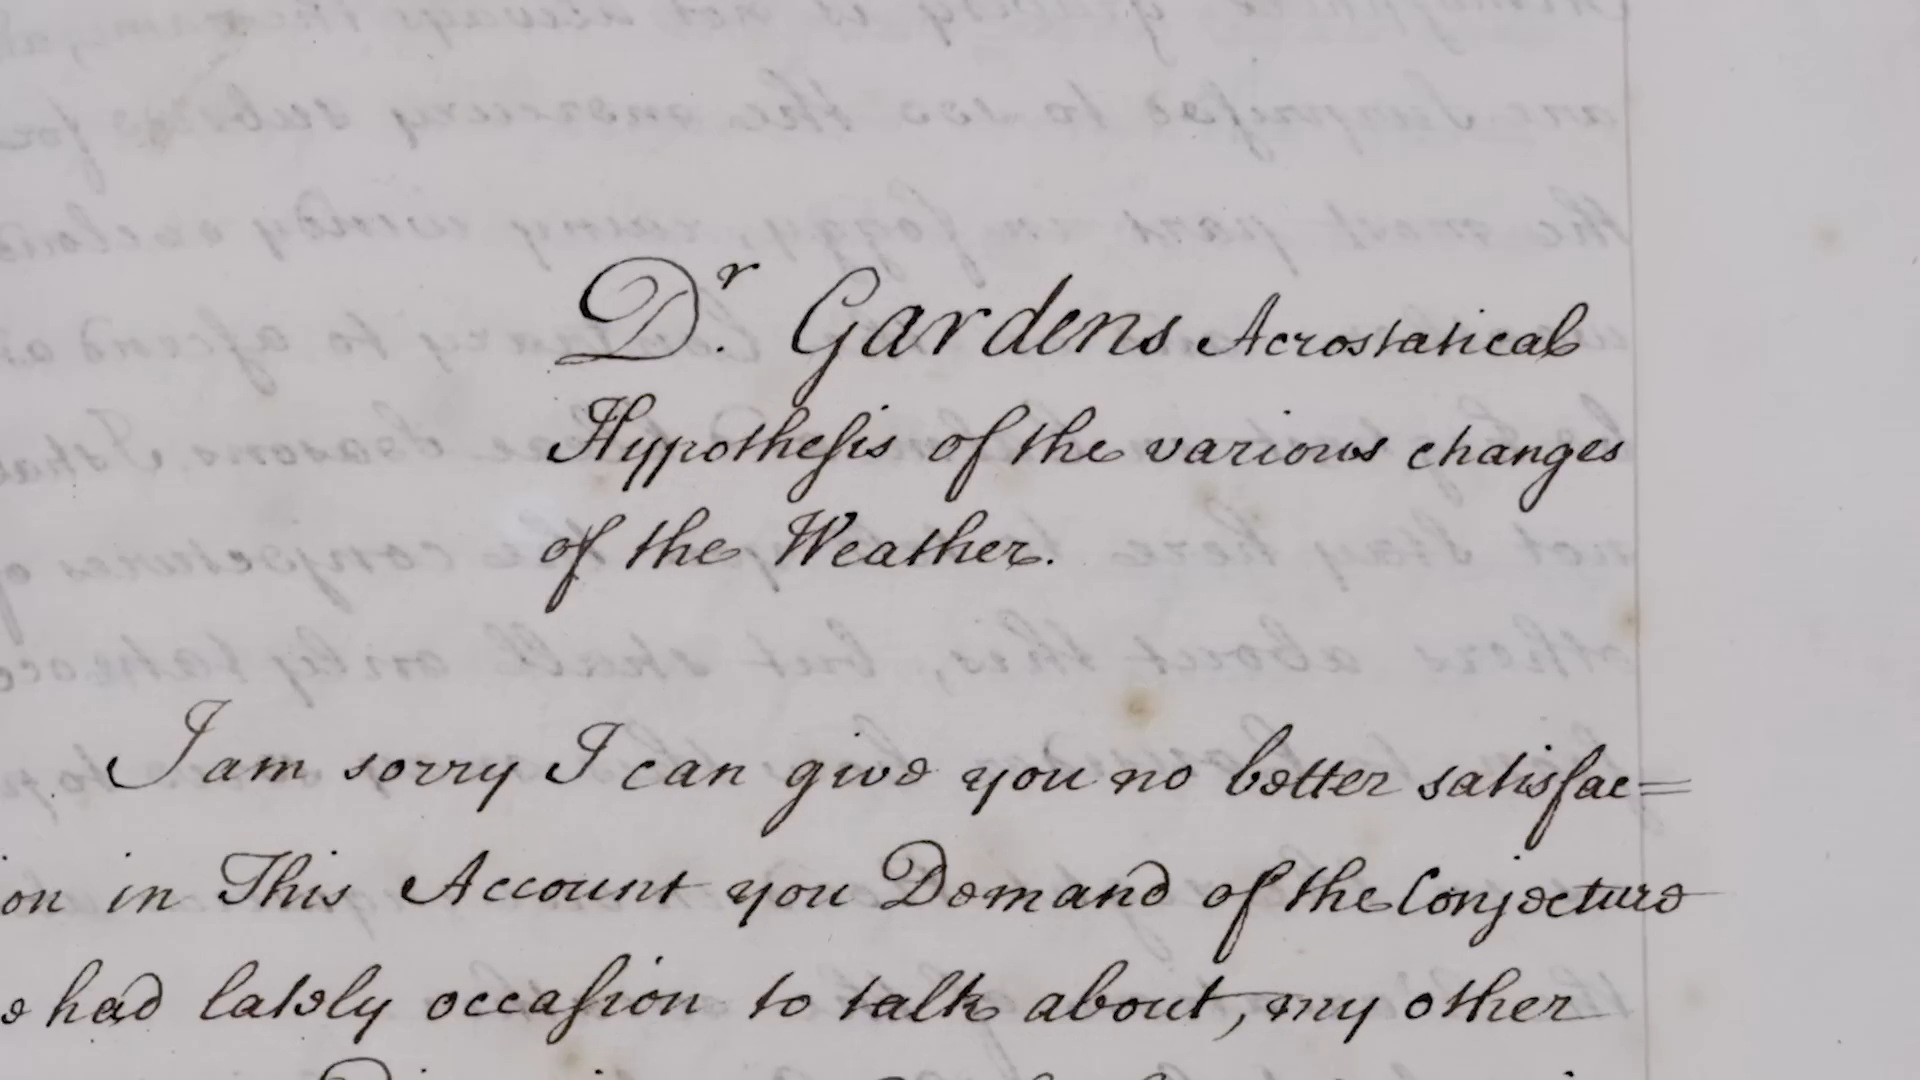 Dr. Gardens Aerostatical
Hypothesis of the various changes
of the Weather.
I am sorry I can give you no better satisfac=
on in This Account you Demand of the Conjecture
e had lately occasion to talk about, my other